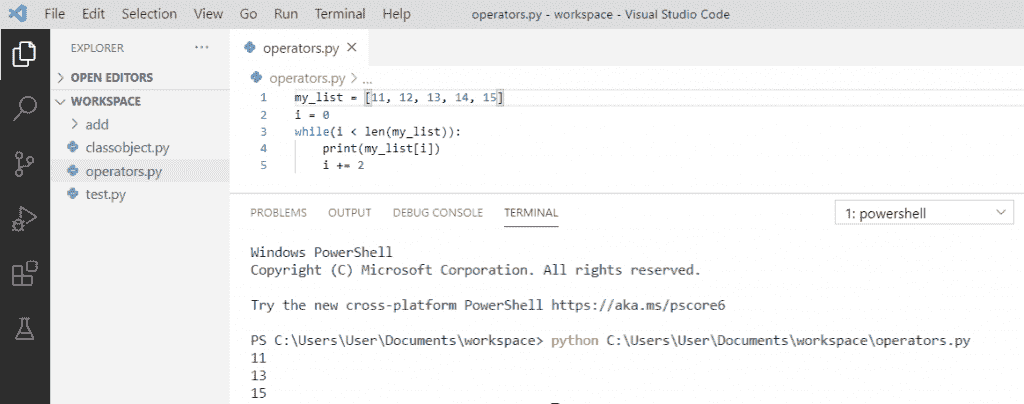 File Edit Selection View Go Run Terminal Help operators.py - workspace - Visual Studio Code
EXPLORER ...
OPEN EDITORS
WORKSPACE
add
classobject.py
operators.py
test.py
operators.py ×
operators.py > ...
1 my_list = [11, 12, 13, 14, 15]
2 i = 0
3 while(i < len(my_list)):
4     print(my_list[i])
5     i += 2
PROBLEMS OUTPUT DEBUG CONSOLE TERMINAL 1: powershell
Windows PowerShell
Copyright (C) Microsoft Corporation. All rights reserved.
Try the new cross-platform PowerShell https://aka.ms/pscore6
PS C:\Users\User\Documents\workspace> python C:\Users\User\Documents\workspace\operators.py
11
13
15